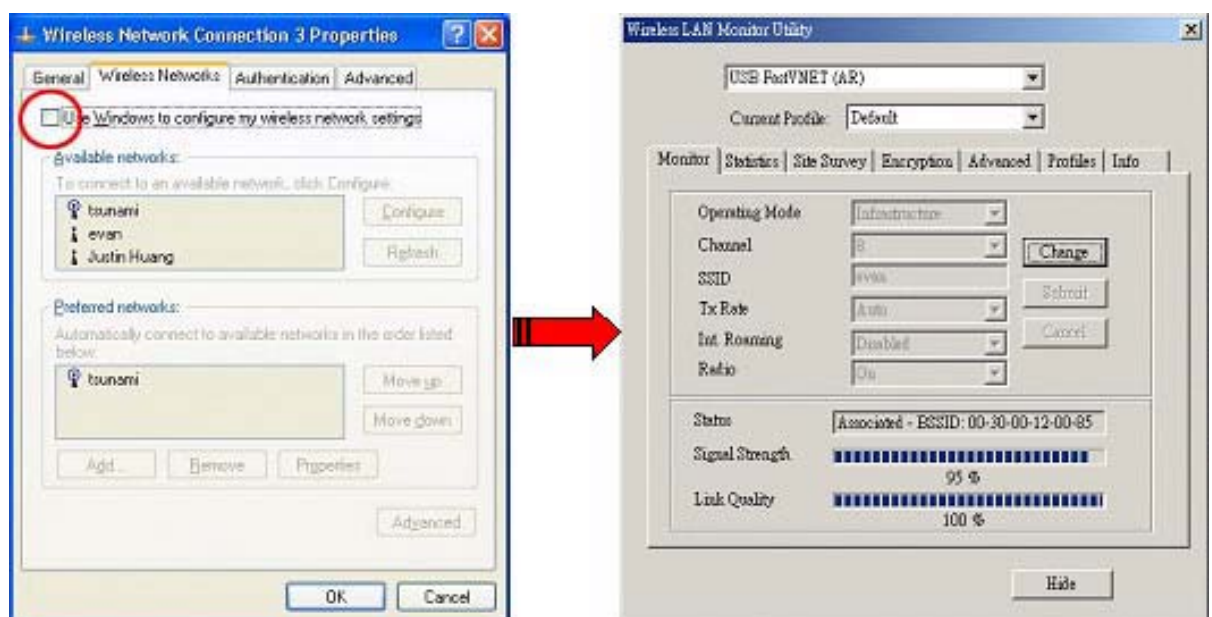 Wireless Network Connection 3 Properties
General Wireless Networks Authentication Advanced
Use Windows to configure my wireless network settings
Available networks:
To connect to an available network, click Configure.
tsunami
evan
Justin Huang
Configure
Refresh
Preferred networks:
Automatically connect to available networks in the order listed
below:
tsunami
Move up
Move down
Add... Remove Properties
Advanced
OK Cancel
Wireless LAN Monitor Utility
USB FastVNET (AR)
Current Profile: Default
Monitor Statistics Site Survey Encryption Advanced Profiles Info
Operating Mode Infrastructure
Channel 8
SSID evan
Tx Rate Auto
Int. Roaming Disabled
Radio On
Change
Submit
Cancel
Status Associated - BSSID: 00-30-00-12-00-85
Signal Strength
95 %
Link Quality
100 %
Hide